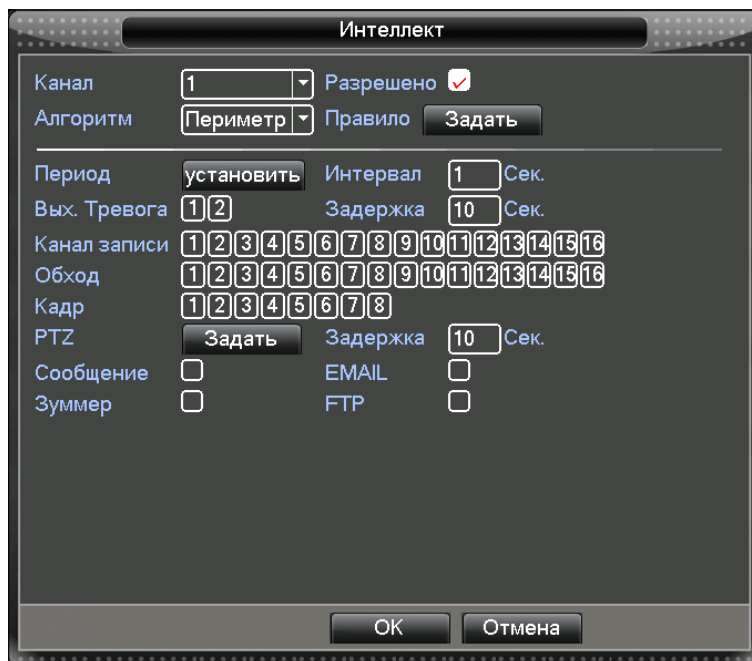 Интеллект
Канал 1 Разрешено
Алгоритм Периметр Правило Задать
Период установить Интервал 1 Сек.
Вых. Тревога 1 2 Задержка 10 Сек.
Канал записи 1 2 3 4 5 6 7 8 9 10 11 12 13 14 15 16
Обход 1 2 3 4 5 6 7 8 9 10 11 12 13 14 15 16
Кадр 1 2 3 4 5 6 7 8
PTZ Задать Задержка 10 Сек.
Сообщение EMAIL
Зуммер FTP
OK Отмена